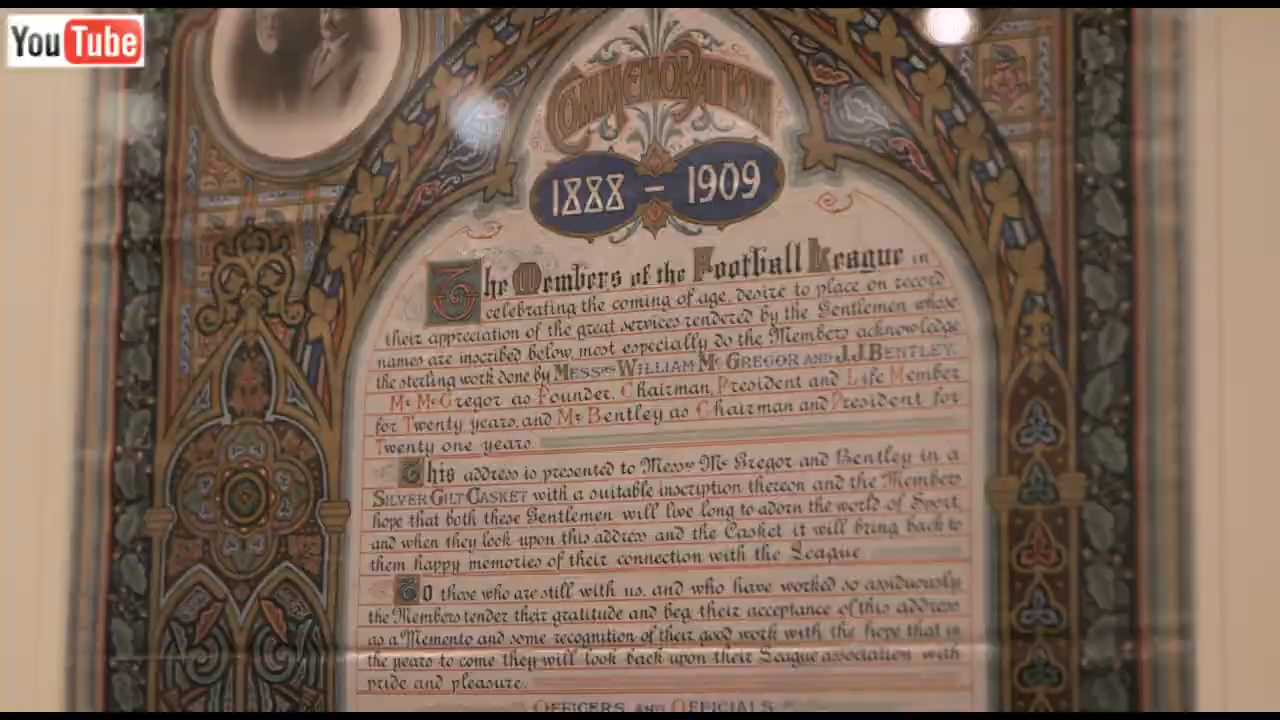 You Tube
COMMEMORATION
1888 – 1909
The Members of the Football League in
celebrating the coming of age, desire to place on record
their appreciation of the great services rendered by the Gentlemen whose
names are inscribed below, most especially do the Members acknowledge
the sterling work done by MESSRS WILLIAM Mc GREGOR AND J.J. BENTLEY.
Mr McGregor as Founder, Chairman, President and Life Member
for Twenty years, and Mr Bentley as Chairman and President for
Twenty one years.
This address is presented to Messrs Mc Gregor and Bentley in a
SILVER GILT CASKET with a suitable inscription thereon and the Members
hope that both these Gentlemen will live long to adorn the world of Sport
and when they look upon this address and the Casket it will bring back to
them happy memories of their connection with the League
To those who are still with us, and who have worked so assiduously
the Members tender their gratitude and beg their acceptance of this address
as a Memento and some recognition of their good work with the hope that in
the years to come they will look back upon their League association with
pride and pleasure.
OFFICERS AND OFFICIALS